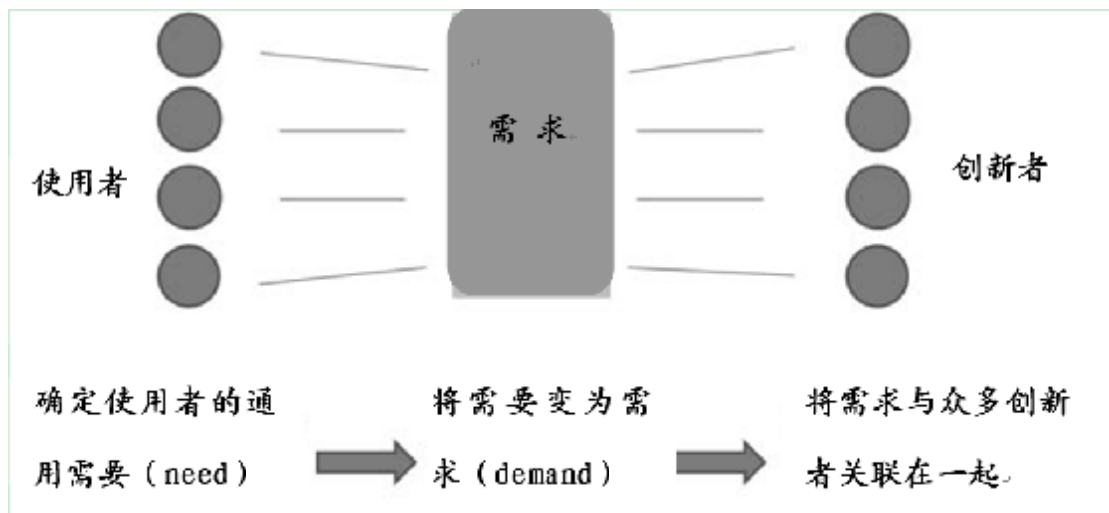 需 求
使用者
创新者
确定使用者的通
用需要（need）
将需要变为需
求（demand）
将需求与众多创新
者关联在一起。